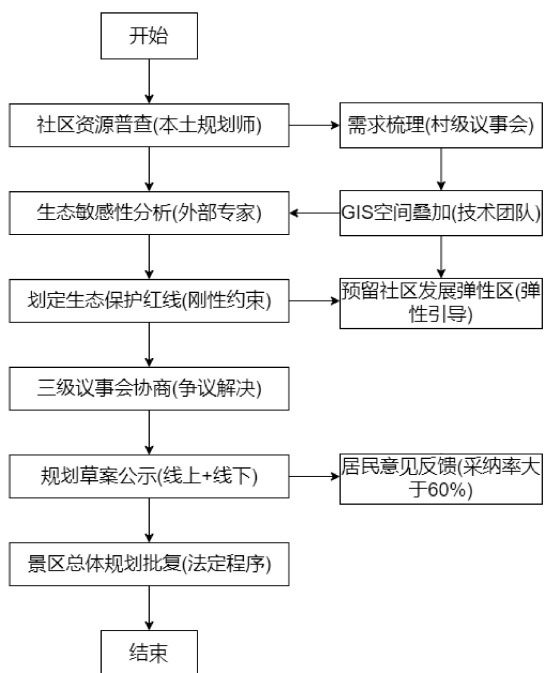 开始
社区资源普查(本土规划师)
需求梳理(村级议事会)
生态敏感性分析(外部专家)
GIS空间叠加(技术团队)
划定生态保护红线(刚性约束)
预留社区发展弹性区(弹
性引导)
三级议事会协商(争议解决)
规划草案公示(线上+线下)
居民意见反馈(采纳率大
于60%)
景区总体规划批复(法定程序)
结束